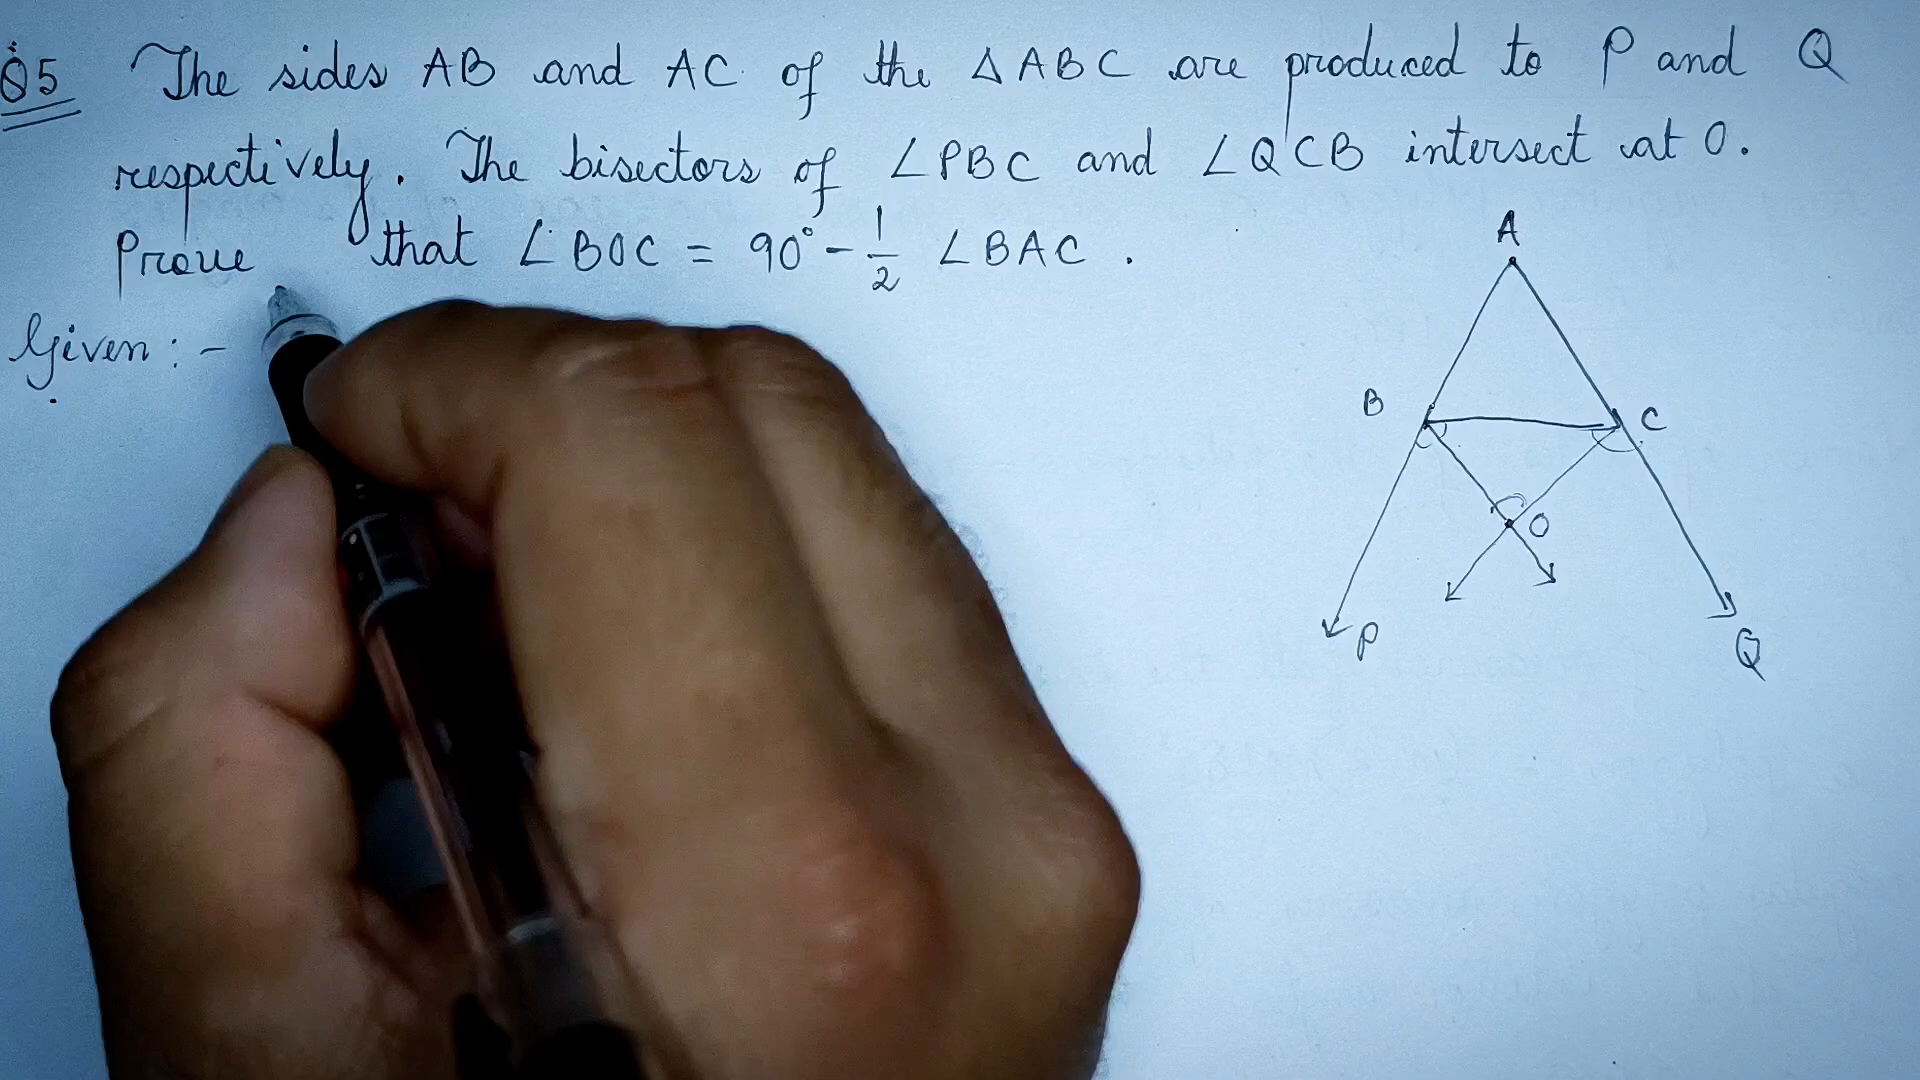 Q5 The sides AB and AC of the △ABC are produced to P and Q
respectively. The bisectors of ∠PBC and ∠QCB intersect at O.
Prove that ∠BOC = 90° - 1/2 ∠BAC.
Given :-
A
B
C
O
P
Q